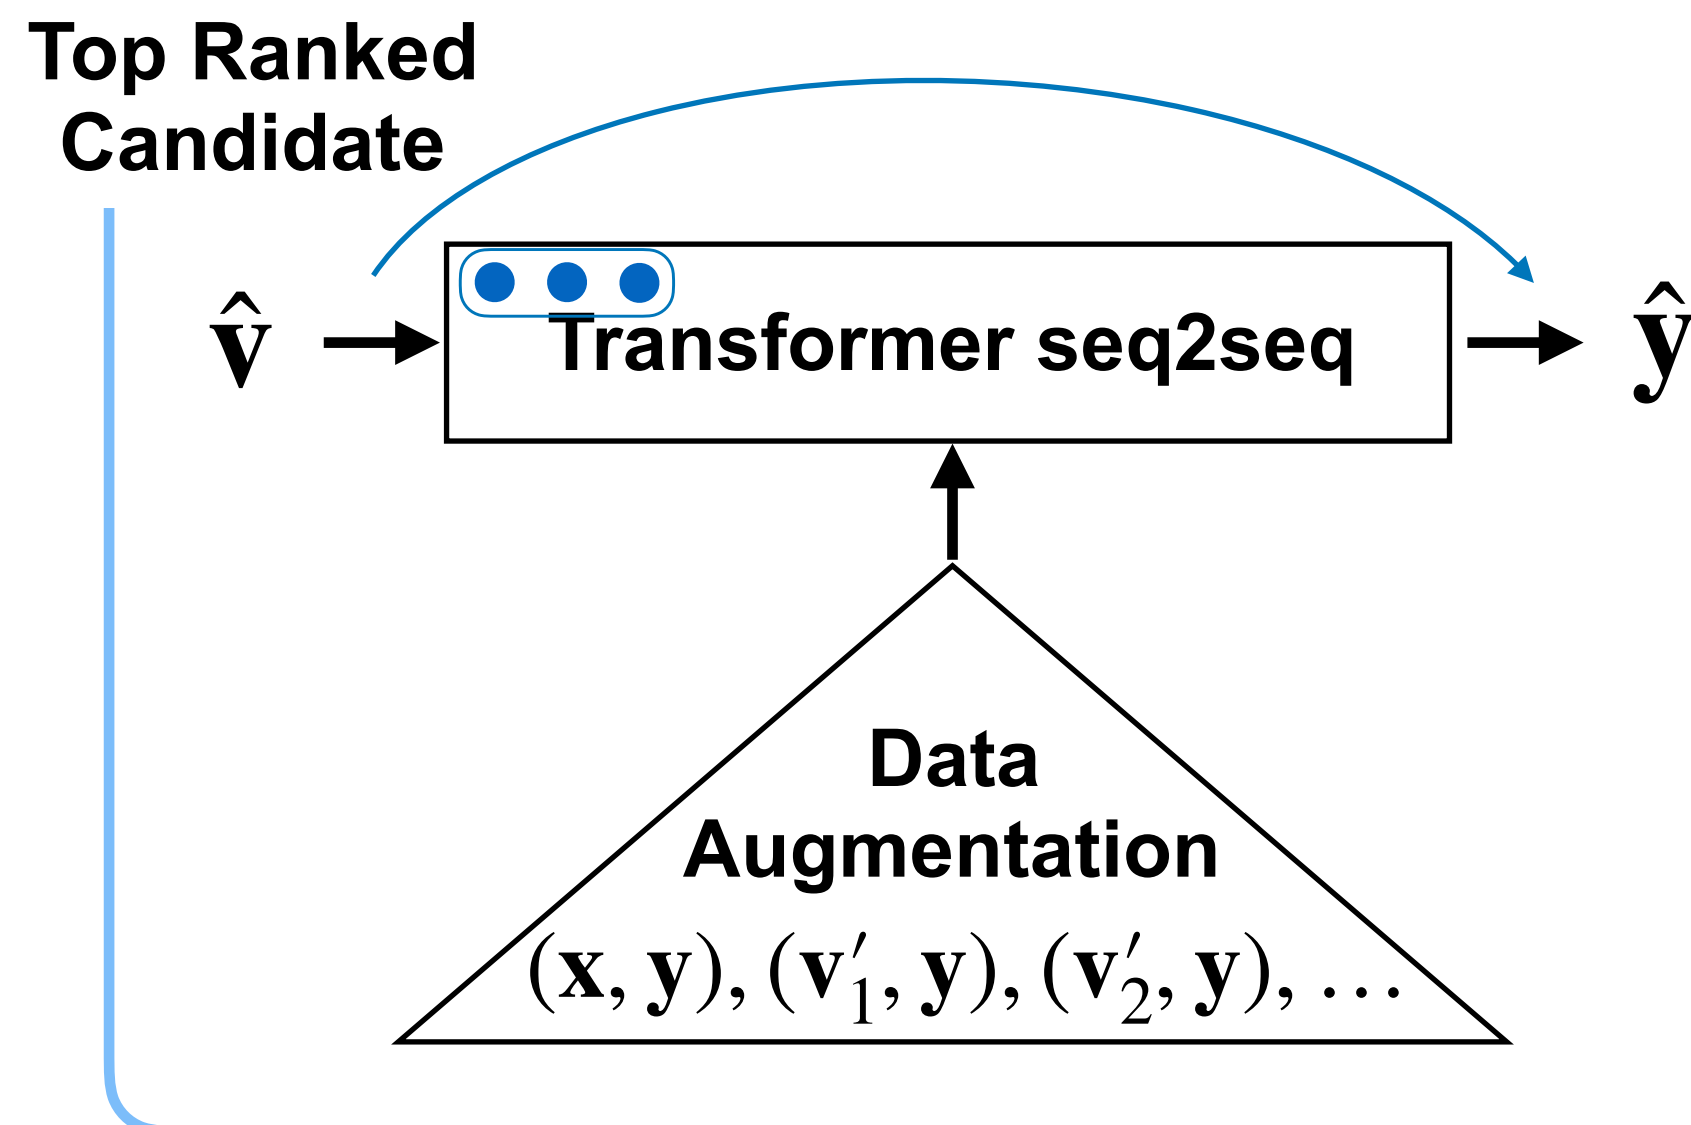 Top Ranked
Candidate
v̂
Transformer seq2seq
ŷ
Data
Augmentation
(x, y), (v′₁, y), (v′₂, y), …